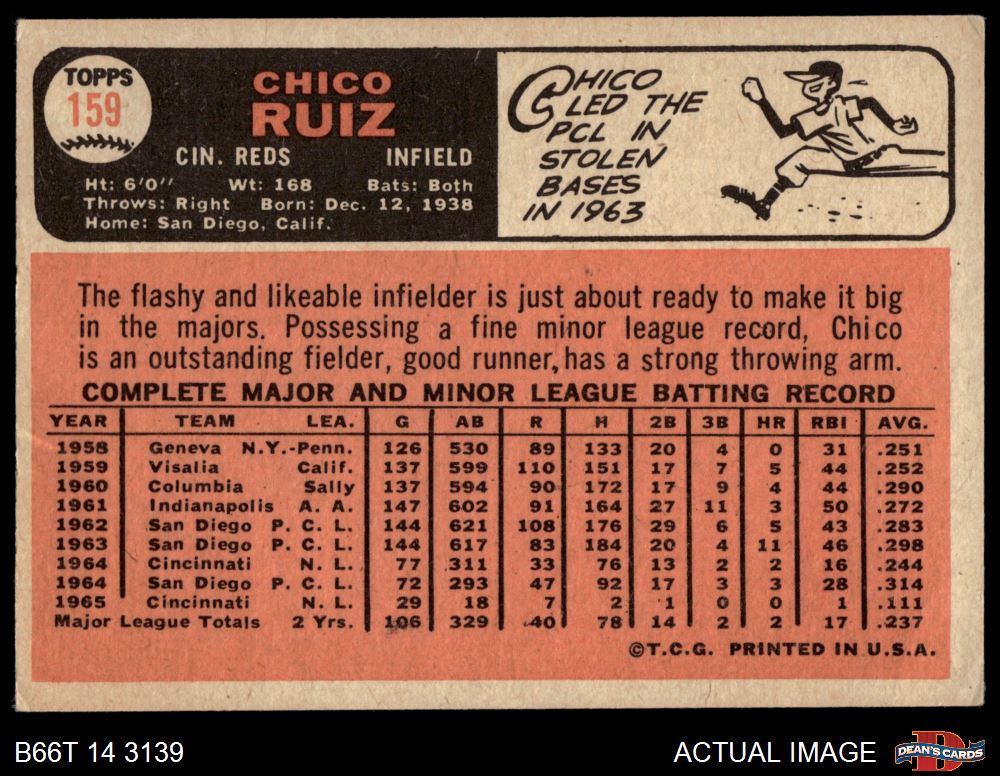 TOPPS
159
CHICO
RUIZ
CIN. REDS INFIELD
Ht: 6'0" Wt: 168 Bats: Both
Throws: Right Born: Dec. 12, 1938
Home: San Diego, Calif.
CHICO
LED THE
PCL IN
STOLEN
BASES
IN 1963
The flashy and likeable infielder is just about ready to make it big
in the majors. Possessing a fine minor league record, Chico
is an outstanding fielder, good runner, has a strong throwing arm.
COMPLETE MAJOR AND MINOR LEAGUE BATTING RECORD
YEAR TEAM LEA. G AB R H 2B 3B HR RBI AVG.
1958 Geneva N.Y.-Penn. 126 530 89 133 20 4 0 31 .251
1959 Visalia Calif. 137 599 110 151 17 7 5 44 .252
1960 Columbia Sally 137 594 90 172 17 9 4 44 .290
1961 Indianapolis A. A. 147 602 91 164 27 11 3 50 .272
1962 San Diego P. C. L. 144 621 108 176 29 6 5 43 .283
1963 San Diego P. C. L. 144 617 83 184 20 4 11 46 .298
1964 Cincinnati N. L. 77 311 33 76 13 2 2 16 .244
1964 San Diego P. C. L. 72 293 47 92 17 3 3 28 .314
1965 Cincinnati N. L. 29 18 7 2 1 0 0 1 .111
Major League Totals 2 Yrs. 106 329 40 78 14 2 2 17 .237
©T.C.G. PRINTED IN U.S.A.
B66T 14 3139 ACTUAL IMAGE DEAN'S CARDS